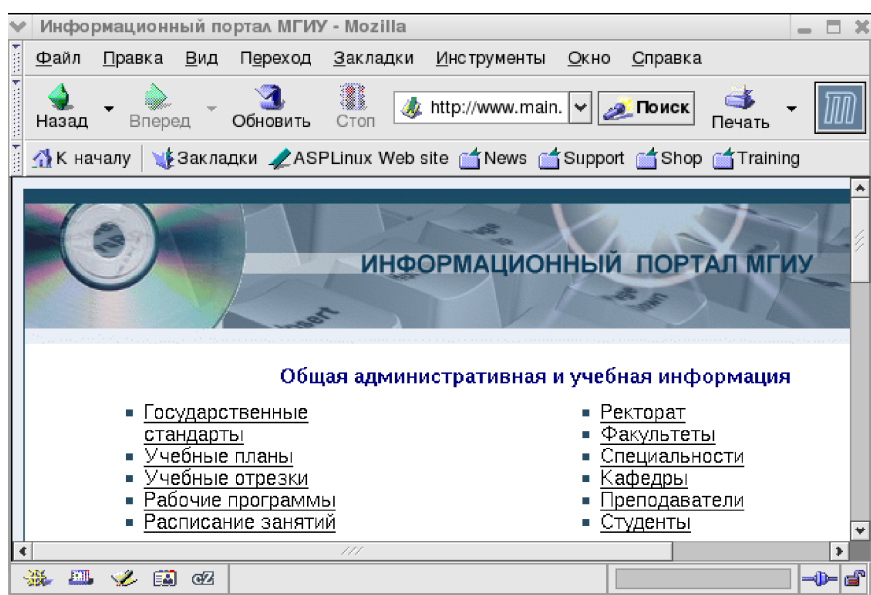 Информационный портал МГИУ - Mozilla
Файл Правка Вид Переход Закладки Инструменты Окно Справка
Назад Вперед Обновить Стоп http://www.main. Поиск Печать
К началу Закладки ASPLinux Web site News Support Shop Training
insert
ИНФОРМАЦИОННЫЙ ПОРТАЛ МГИУ
Общая административная и учебная информация
Государственные
стандарты
Учебные планы
Учебные отрезки
Рабочие программы
Расписание занятий
Ректорат
Факультеты
Специальности
Кафедры
Преподаватели
Студенты